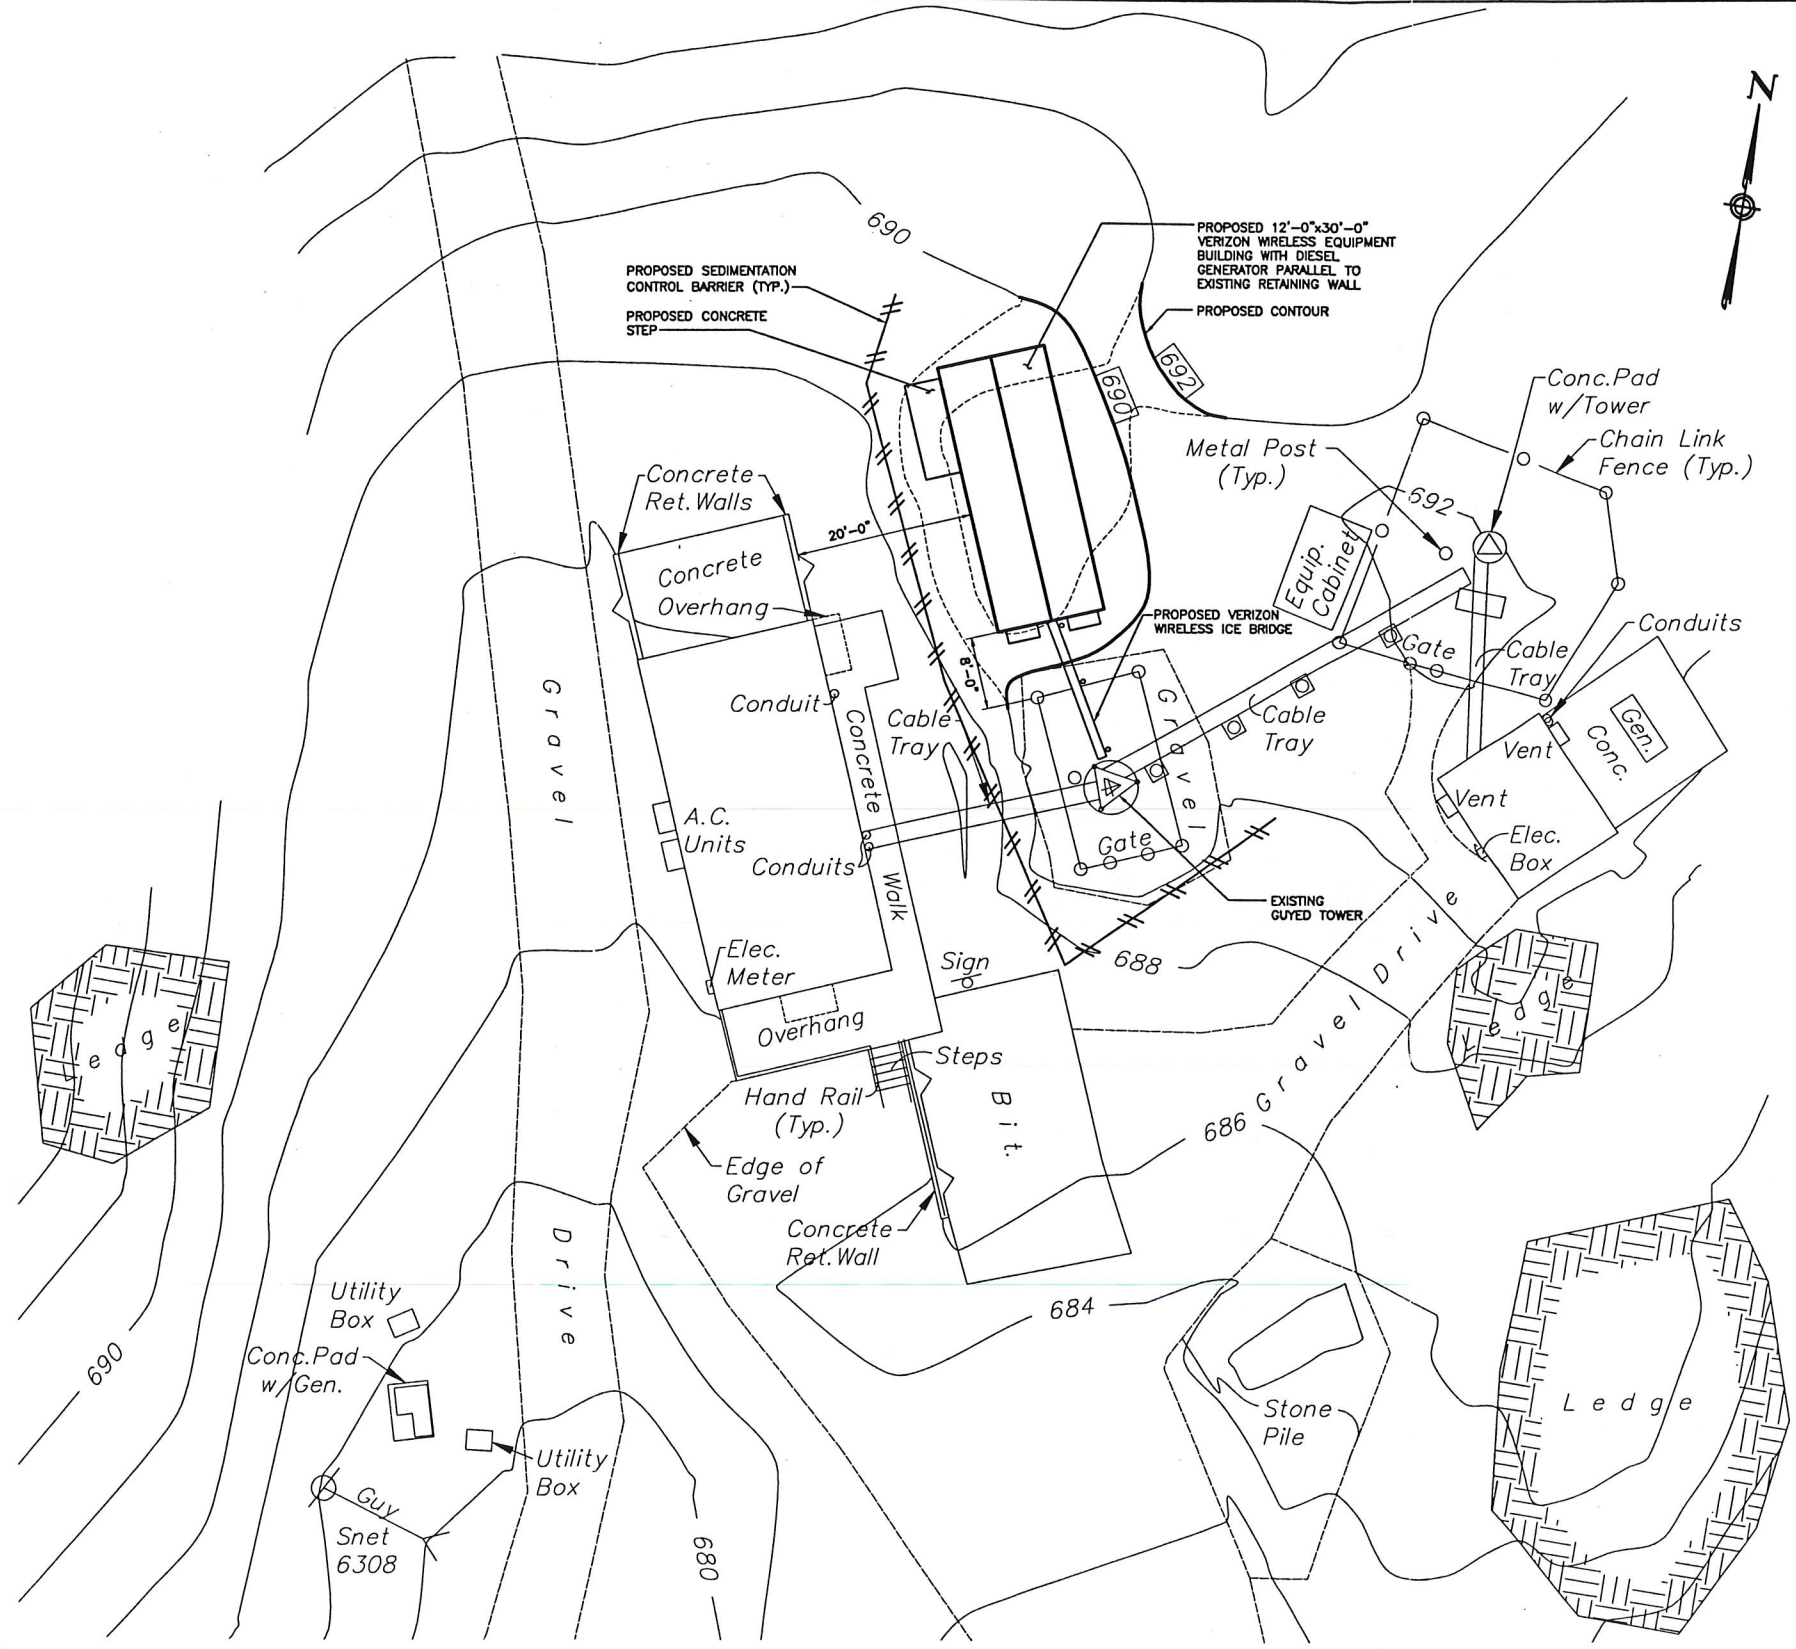 N
690
PROPOSED 12'-0"x30'-0"
VERIZON WIRELESS EQUIPMENT
BUILDING WITH DIESEL
GENERATOR PARALLEL TO
EXISTING RETAINING WALL
PROPOSED CONTOUR
PROPOSED SEDIMENTATION
CONTROL BARRIER (TYP.)
PROPOSED CONCRETE
STEP
692
690
Conc.Pad
w/Tower
Chain Link
Fence (Typ.)
Metal Post
(Typ.)
692
Concrete
Ret.Walls
20'-0"
Concrete
Overhang
Equip.
Cabinet
PROPOSED VERIZON
WIRELESS ICE BRIDGE
Conduits
Gate
Cable
Tray
8'-0"
Gravel
Conduit
Concrete
Walk
Cable
Tray
Gravel
Cable
Tray
Gen.
Conc.
Vent
Vent
A.C.
Units
Conduits
Gate
Elec.
Box
EXISTING
GUYED TOWER
Elec.
Meter
Sign
688
Gravel Drive
Ledge
edge
Overhang
Steps
Hand Rail
(Typ.)
Bit.
686
Edge of
Gravel
Concrete
Ret.Wall
Drive
Utility
Box
684
690
Conc.Pad
w/Gen.
Stone
Pile
Ledge
Utility
Box
Guy
Snet
6308
680